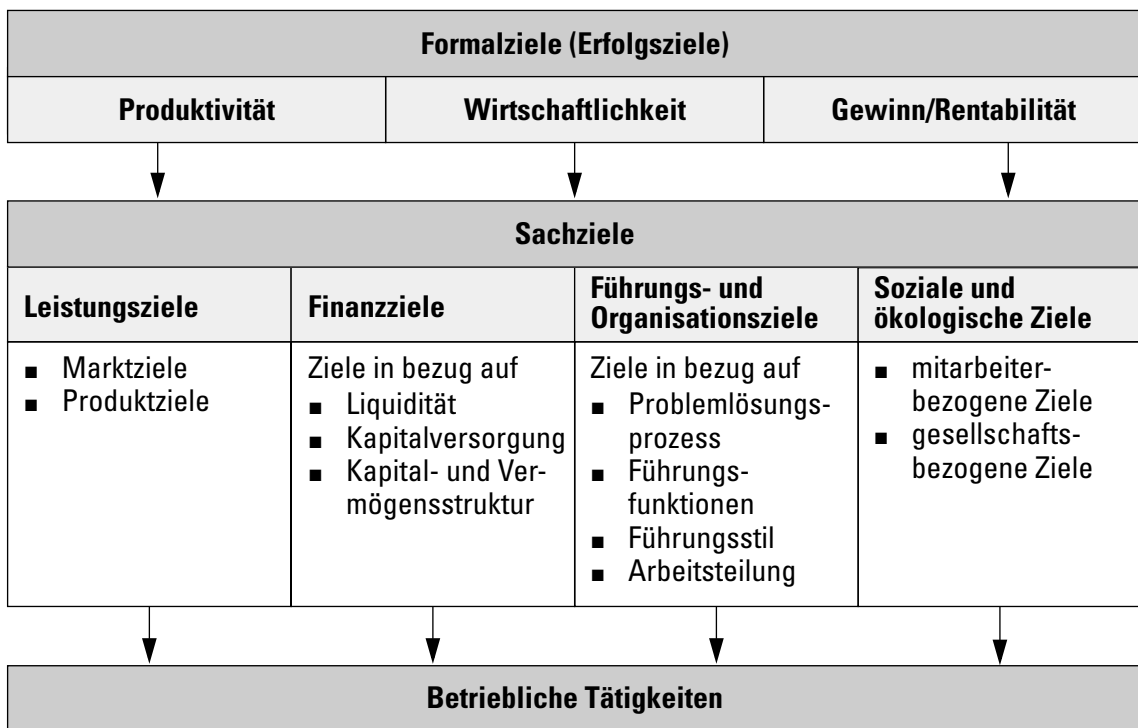 Formalziele (Erfolgsziele)
Produktivität
Wirtschaftlichkeit
Gewinn/Rentabilität
Sachziele
Leistungsziele
Finanzziele
Führungs- und
Organisationsziele
Soziale und
ökologische Ziele
■ Marktziele
■ Produktziele
Ziele in bezug auf
■ Liquidität
■ Kapitalversorgung
■ Kapital- und Ver-
mögensstruktur
Ziele in bezug auf
■ Problemlösungs-
prozess
■ Führungs-
funktionen
■ Führungsstil
■ Arbeitsteilung
■ mitarbeiter-
bezogene Ziele
■ gesellschafts-
bezogene Ziele
Betriebliche Tätigkeiten